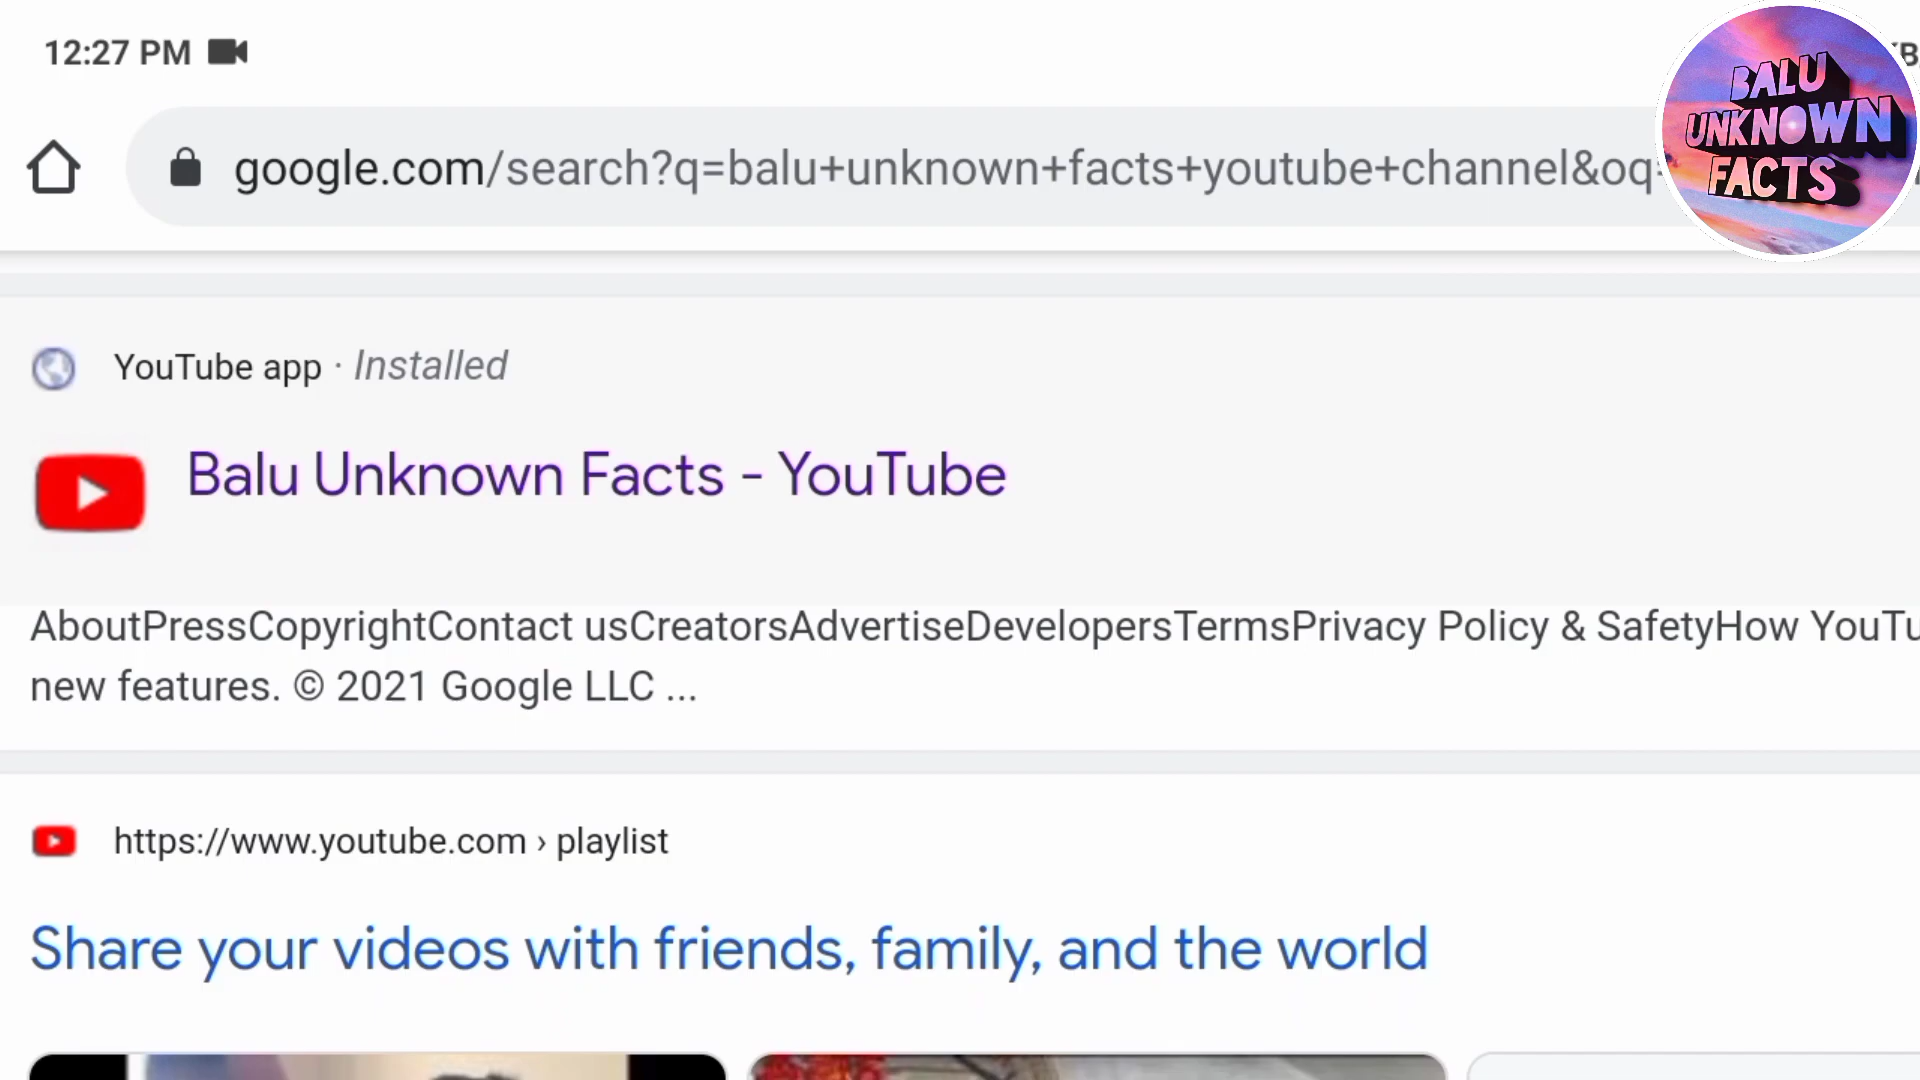 12:27 PM
google.com/search?q=balu+unknown+facts+youtube+channel&oq=
BALU
UNKNOWN
FACTS
YouTube app · Installed
Balu Unknown Facts - YouTube
AboutPressCopyrightContact usCreatorsAdvertiseDevelopersTermsPrivacy Policy & SafetyHow YouTu
new features. © 2021 Google LLC ...
https://www.youtube.com › playlist
Share your videos with friends, family, and the world